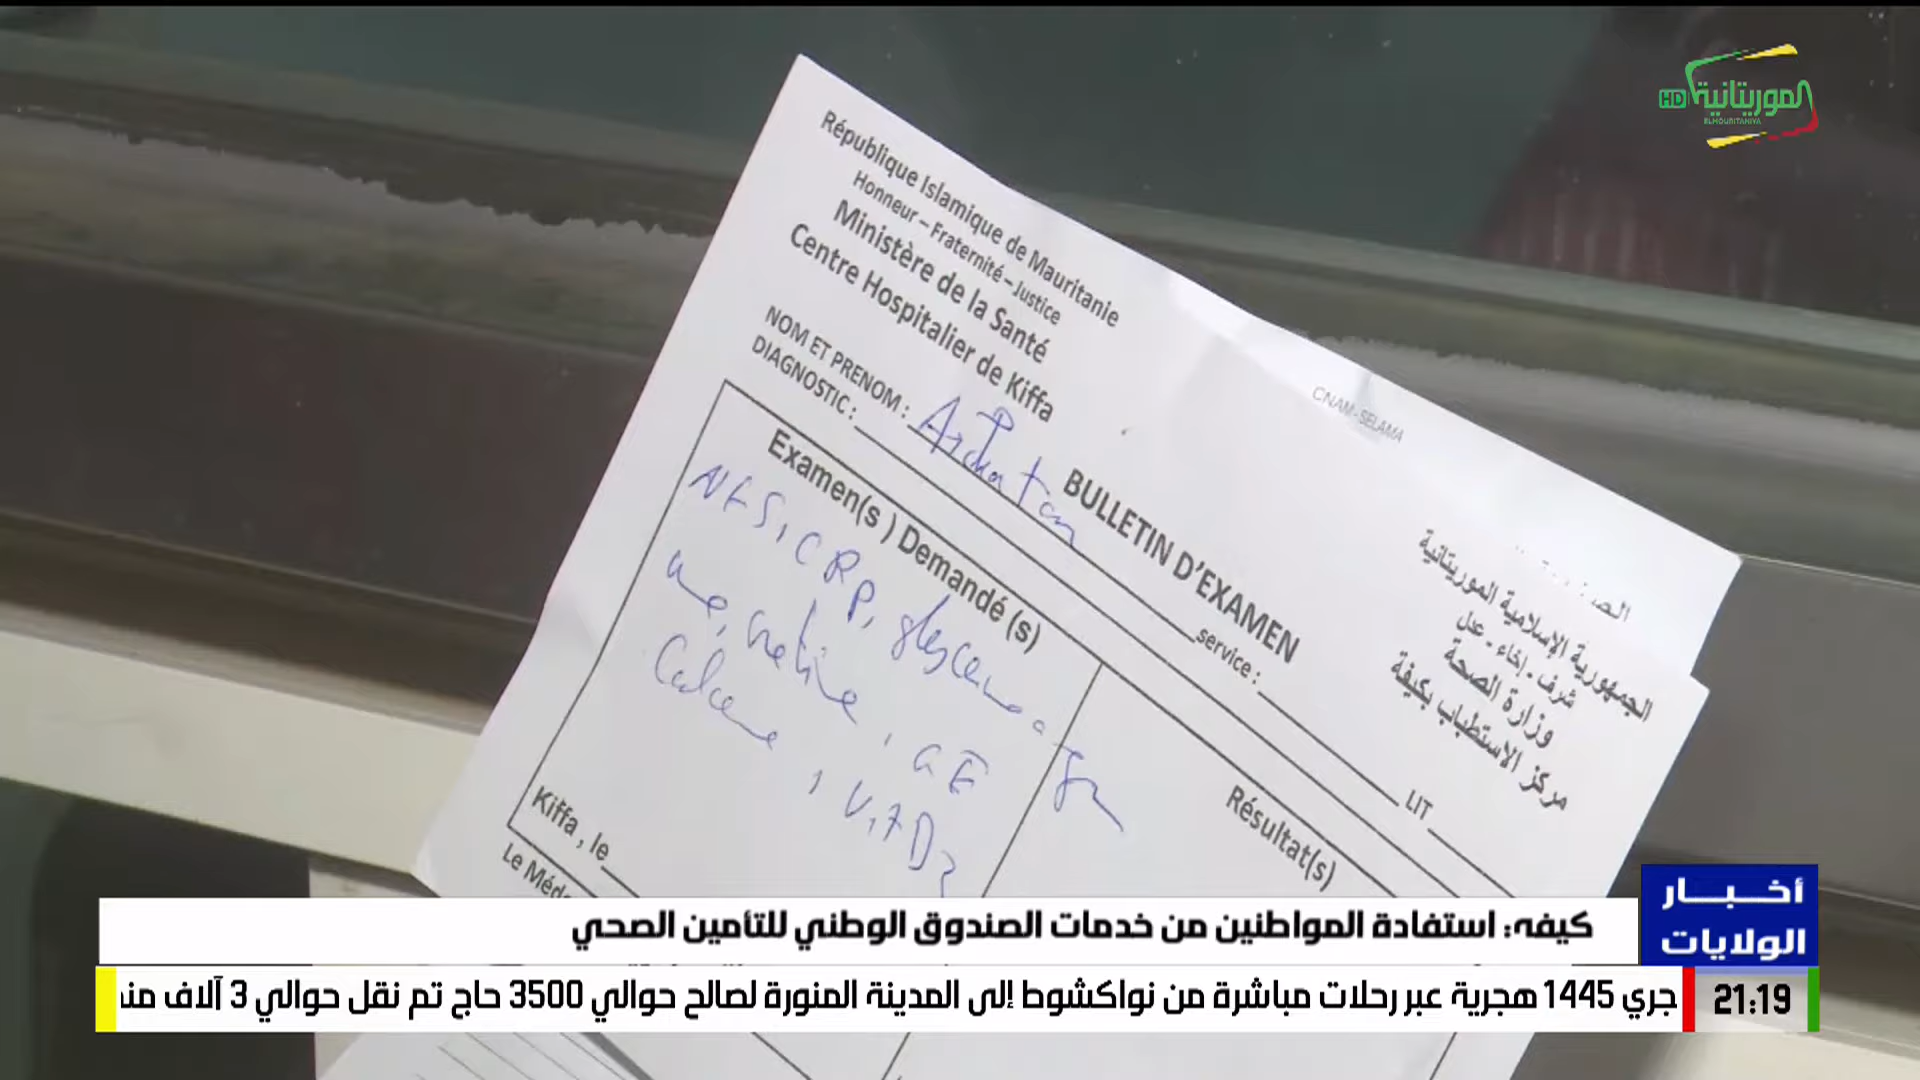 الموريتانية
HD
ELMOURITANIYA
République Islamique de Mauritanie
Honneur – Fraternité – Justice
Ministère de la Santé
Centre Hospitalier de Kiffa
CNAM - SELAMA
الجمهورية الإسلامية الموريتانية
شرف - إخاء - عدل
وزارة الصحة
مركز الاستطباب بكيفة
BULLETIN D'EXAMEN
NOM ET PRENOM :
service :
LIT
DIAGNOSTIC :
Examen(s ) Demandé (s)
Résultat(s)
NFS, CRP,
Kiffa , le
أخبار
الولايات
كيفه: استفادة المواطنين من خدمات الصندوق الوطني للتأمين الصحي
جري 1445 هجرية عبر رحلات مباشرة من نواكشوط إلى المدينة المنورة لصالح حوالي 3500 حاج تم نقل حوالي 3 آلاف
21:19